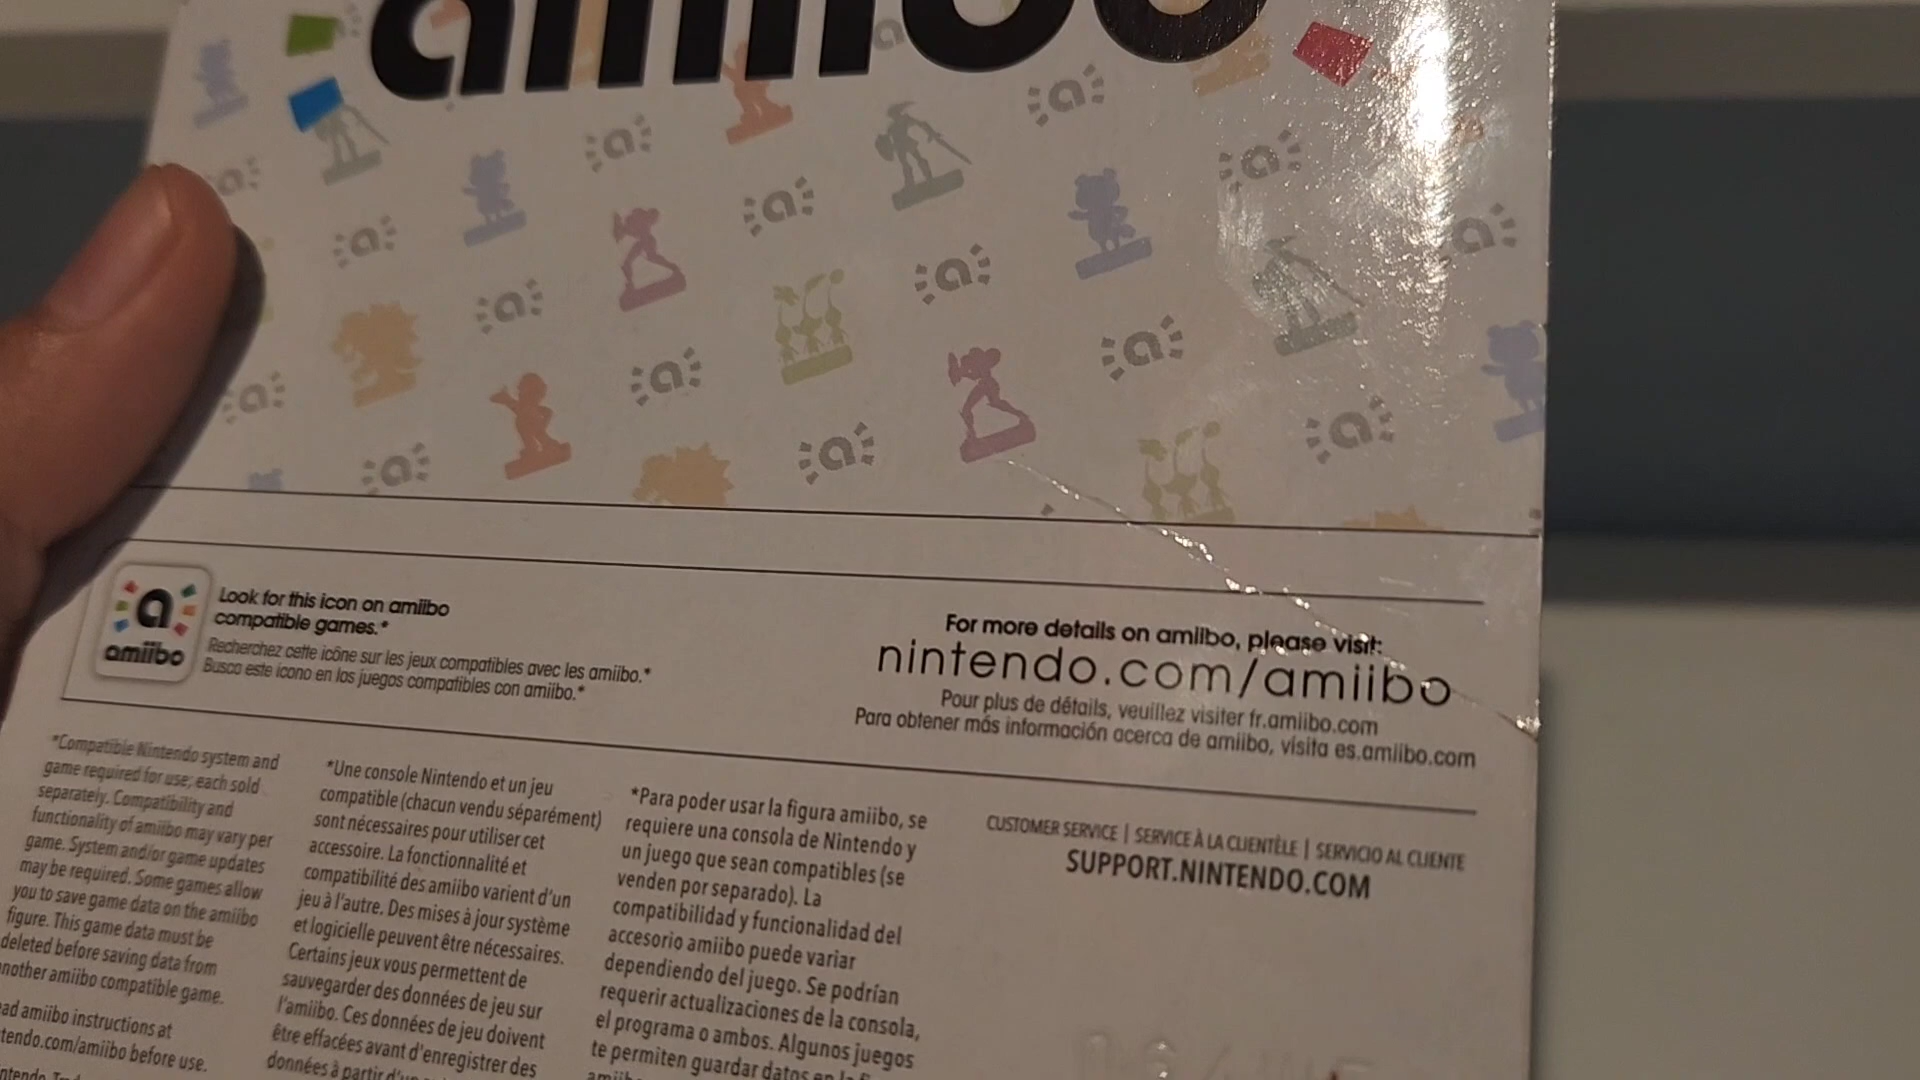 amiibo
Look for this icon on amiibo
compatible games.*
Recherchez cette icône sur les jeux compatibles avec les amiibo.*
Busca este icono en los juegos compatibles con amiibo.*
amiibo
For more details on amiibo, please visit:
nintendo.com/amiibo
Pour plus de détails, veuillez visiter fr.amiibo.com
Para obtener más información acerca de amiibo, visita es.amiibo.com
*Compatible Nintendo system and
game required for use; each sold
separately. Compatibility and
functionality of amiibo may vary per
game. System and/or game updates
may be required. Some games allow
you to save game data on the amiibo
figure. This game data must be
deleted before saving data from
another amiibo compatible game.
amiibo instructions at
before use.
*Une console Nintendo et un jeu
compatible (chacun vendu séparément)
sont nécessaires pour utiliser cet
accessoire. La fonctionnalité et
compatibilité des amiibo varient d'un
jeu à l'autre. Des mises à jour système
et logicielle peuvent être nécessaires.
Certains jeux vous permettent de
sauvegarder des données de jeu sur
l'amiibo. Ces données de jeu doivent
être effacées avant d'enregistrer des
données à partir
*Para poder usar la figura amiibo, se
requiere una consola de Nintendo y
un juego que sean compatibles (se
venden por separado). La
compatibilidad y funcionalidad del
accesorio amiibo puede variar
dependiendo del juego. Se podrían
requerir actualizaciones de la consola,
el programa o ambos. Algunos juegos
te permiten guardar datos en la
CUSTOMER SERVICE | SERVICE À LA CLIENTÈLE | SERVICIO AL CLIENTE
SUPPORT.NINTENDO.COM